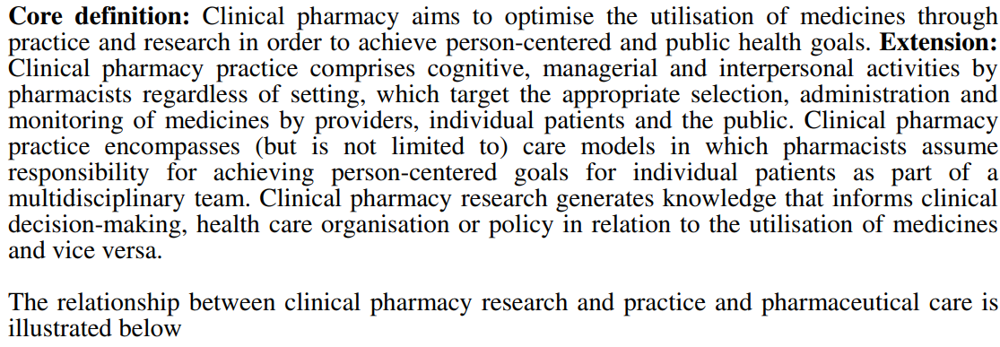 Core definition: Clinical pharmacy aims to optimise the utilisation of medicines through
practice and research in order to achieve person-centered and public health goals. Extension:
Clinical pharmacy practice comprises cognitive, managerial and interpersonal activities by
pharmacists regardless of setting, which target the appropriate selection, administration and
monitoring of medicines by providers, individual patients and the public. Clinical pharmacy
practice encompasses (but is not limited to) care models in which pharmacists assume
responsibility for achieving person-centered goals for individual patients as part of a
multidisciplinary team. Clinical pharmacy research generates knowledge that informs clinical
decision-making, health care organisation or policy in relation to the utilisation of medicines
and vice versa.
The relationship between clinical pharmacy research and practice and pharmaceutical care is
illustrated below